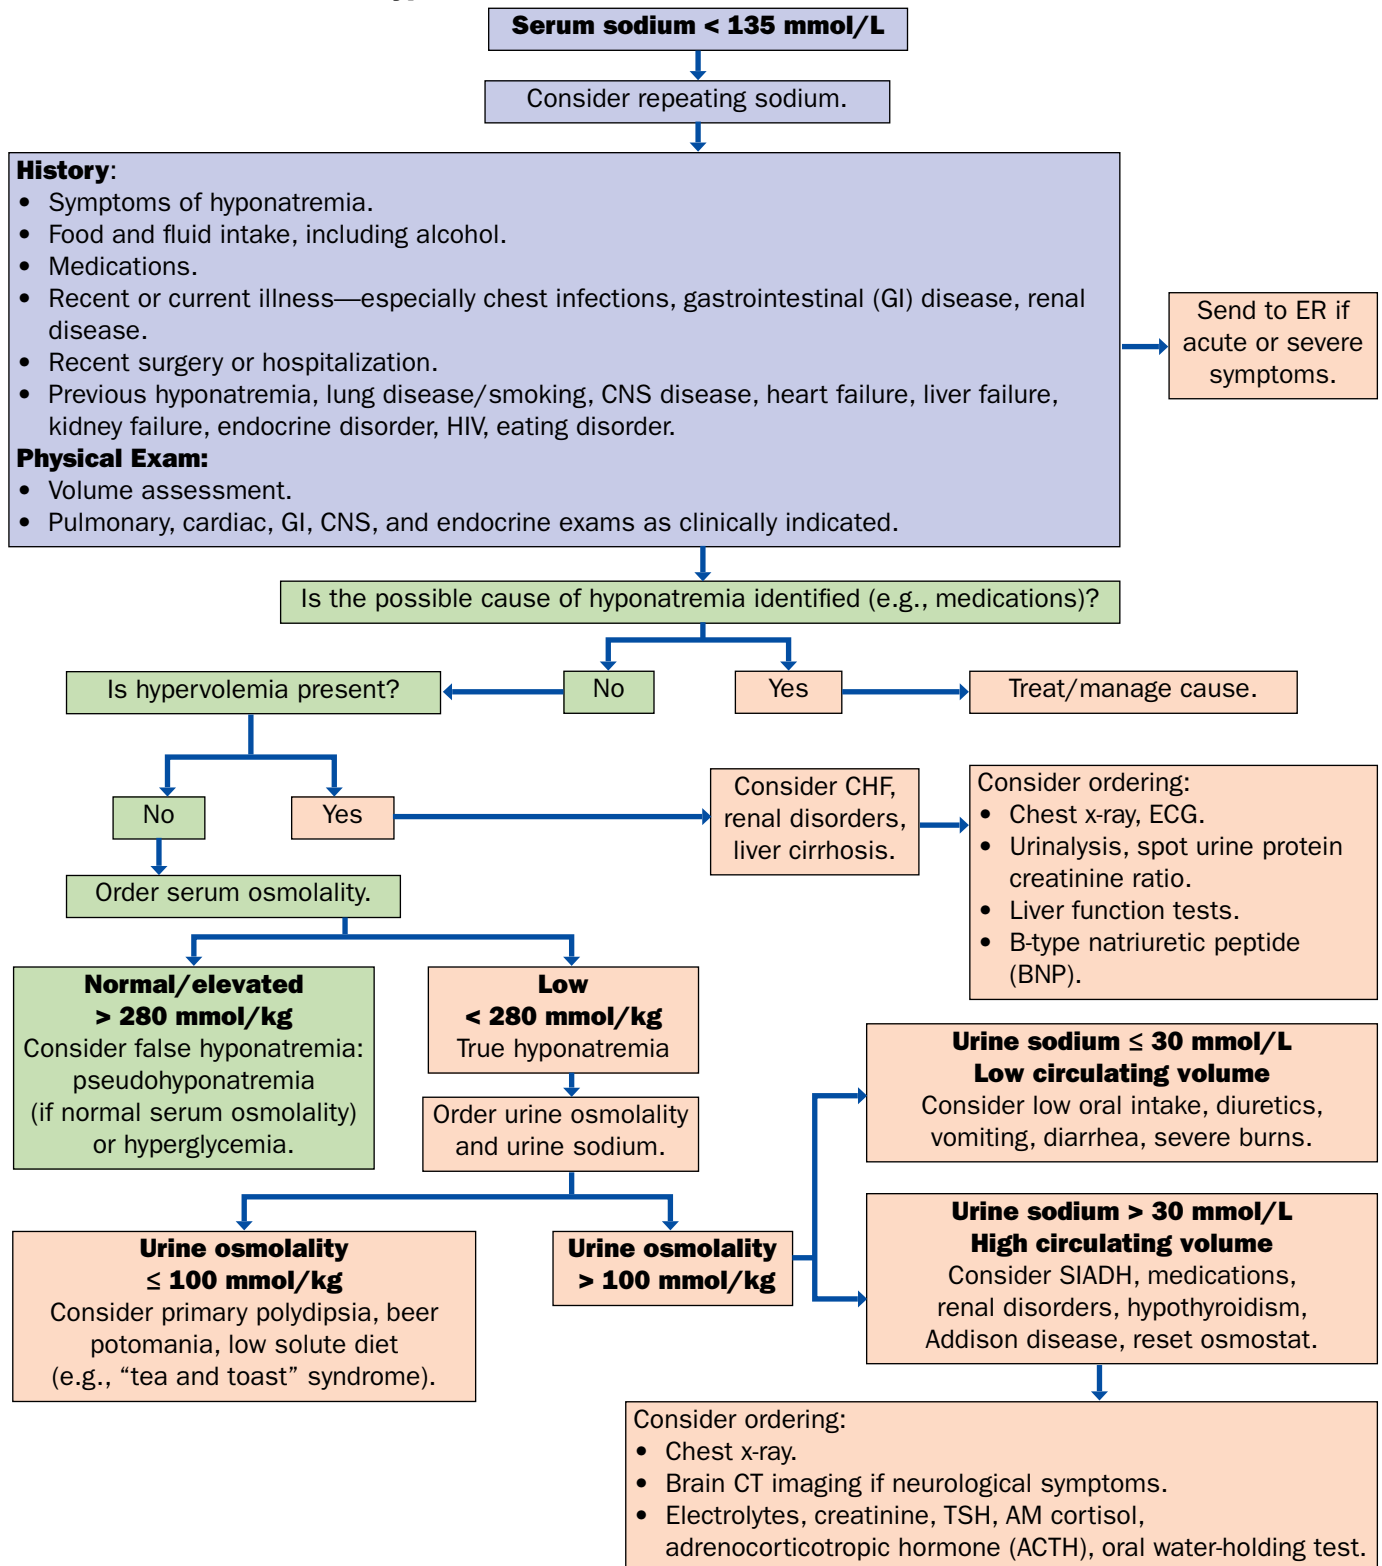 Serum sodium < 135 mmol/L
Consider repeating sodium.
History:
• Symptoms of hyponatremia.
• Food and fluid intake, including alcohol.
• Medications.
• Recent or current illness—especially chest infections, gastrointestinal (GI) disease, renal
disease.
• Recent surgery or hospitalization.
• Previous hyponatremia, lung disease/smoking, CNS disease, heart failure, liver failure,
kidney failure, endocrine disorder, HIV, eating disorder.
Physical Exam:
• Volume assessment.
• Pulmonary, cardiac, GI, CNS, and endocrine exams as clinically indicated.
Send to ER if
acute or severe
symptoms.
Is the possible cause of hyponatremia identified (e.g., medications)?
Is hypervolemia present?
No
Yes
Treat/manage cause.
No
Yes
Consider CHF,
renal disorders,
liver cirrhosis.
Consider ordering:
• Chest x-ray, ECG.
• Urinalysis, spot urine protein
creatinine ratio.
• Liver function tests.
• B-type natriuretic peptide
(BNP).
Order serum osmolality.
Normal/elevated
> 280 mmol/kg
Consider false hyponatremia:
pseudohyponatremia
(if normal serum osmolality)
or hyperglycemia.
Low
< 280 mmol/kg
True hyponatremia
Order urine osmolality
and urine sodium.
Urine sodium ≤ 30 mmol/L
Low circulating volume
Consider low oral intake, diuretics,
vomiting, diarrhea, severe burns.
Urine osmolality
≤ 100 mmol/kg
Consider primary polydipsia, beer
potomania, low solute diet
(e.g., “tea and toast” syndrome).
Urine osmolality
> 100 mmol/kg
Urine sodium > 30 mmol/L
High circulating volume
Consider SIADH, medications,
renal disorders, hypothyroidism,
Addison disease, reset osmostat.
Consider ordering:
• Chest x-ray.
• Brain CT imaging if neurological symptoms.
• Electrolytes, creatinine, TSH, AM cortisol,
adrenocorticotropic hormone (ACTH), oral water-holding test.